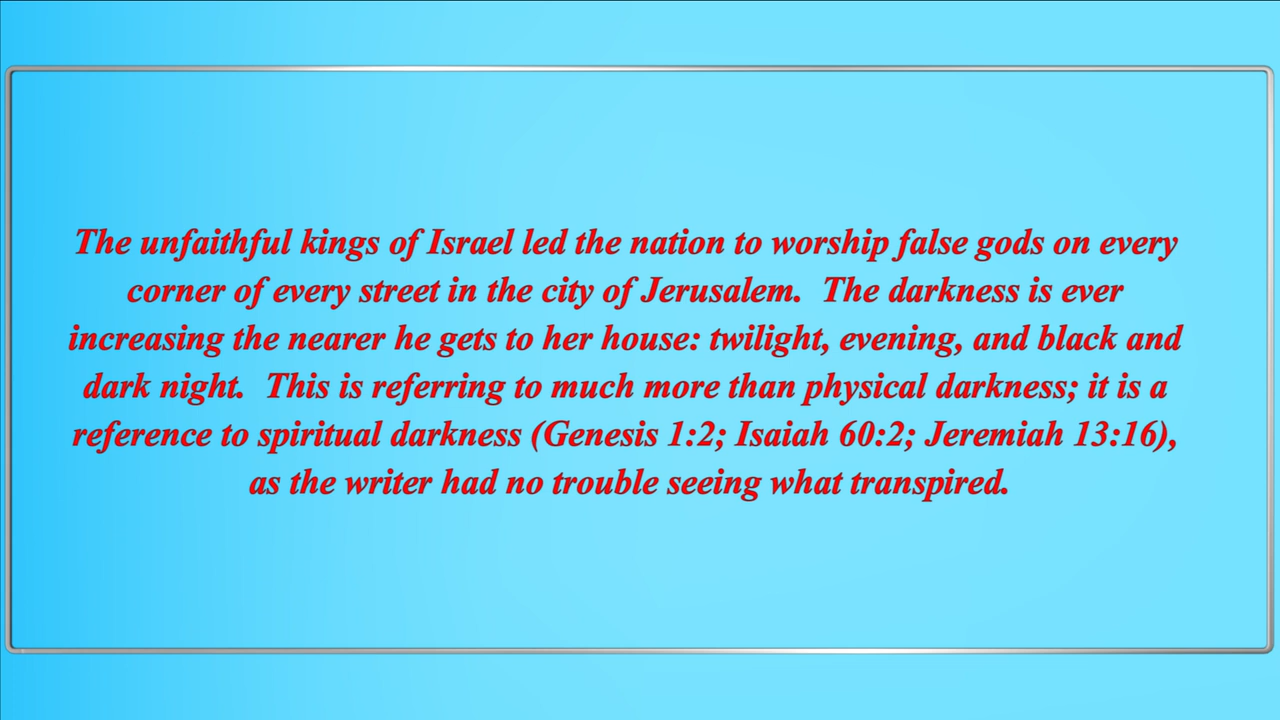 The unfaithful kings of Israel led the nation to worship false gods on every
corner of every street in the city of Jerusalem.  The darkness is ever
increasing the nearer he gets to her house: twilight, evening, and black and
dark night.  This is referring to much more than physical darkness; it is a
reference to spiritual darkness (Genesis 1:2; Isaiah 60:2; Jeremiah 13:16),
as the writer had no trouble seeing what transpired.